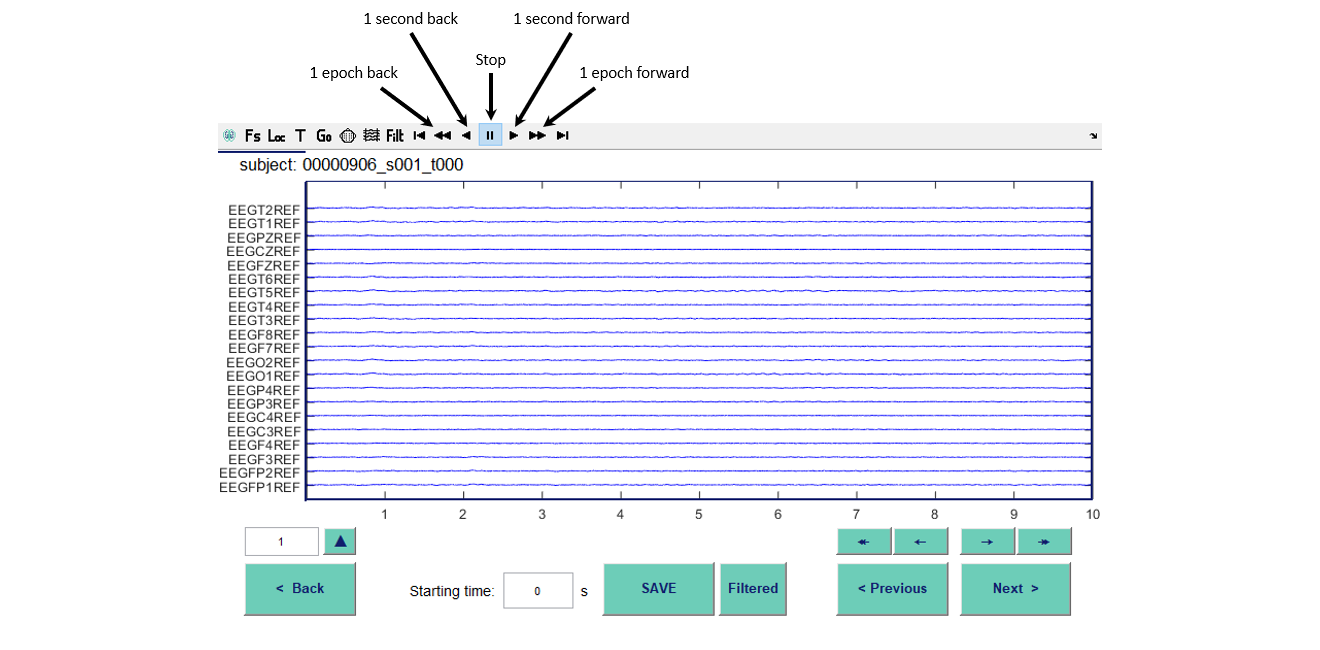 1 second back
1 second forward
Stop
1 epoch back
1 epoch forward
Fs Loc T Go Filt
subject: 00000906_s001_t000
EEGT2REF
EEGT1REF
EEGPZREF
EEGCZREF
EEGFZREF
EEGT6REF
EEGT5REF
EEGT4REF
EEGT3REF
EEGF8REF
EEGF7REF
EEGO2REF
EEGO1REF
EEGP4REF
EEGP3REF
EEGC4REF
EEGC3REF
EEGF4REF
EEGF3REF
EEGFP2REF
EEGFP1REF
1 2 3 4 5 6 7 8 9 10
1
< Back
Starting time: 0 s
SAVE
Filtered
< Previous
Next >